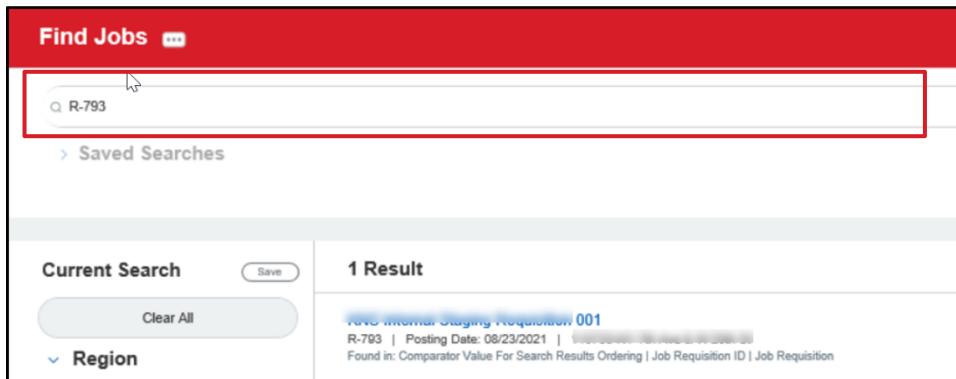 Find Jobs
R-793
Saved Searches
Current Search
Save
1 Result
Clear All
001
R-793 | Posting Date: 08/23/2021 |
Found in: Comparator Value For Search Results Ordering | Job Requisition ID | Job Requisition
Region